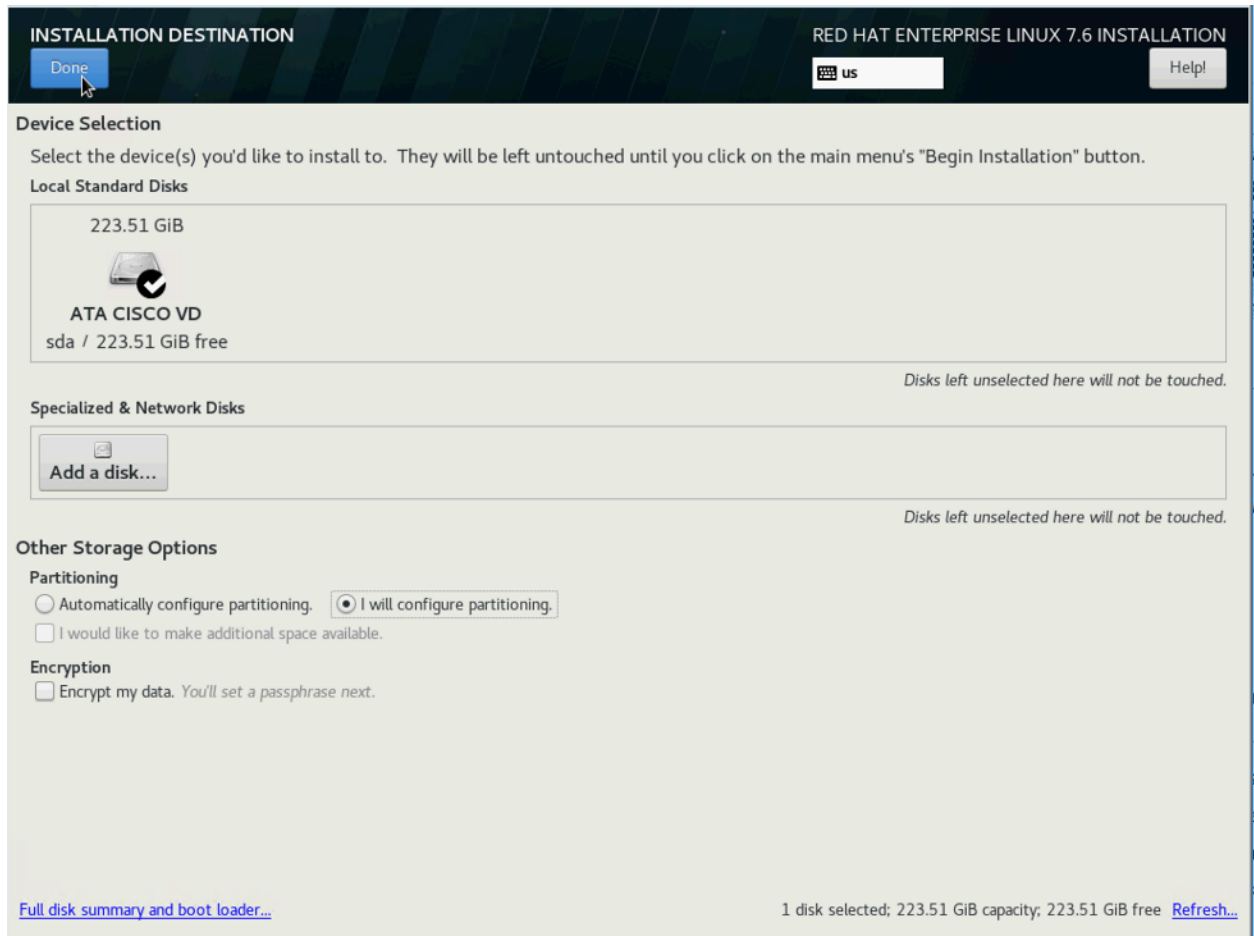 INSTALLATION DESTINATION
RED HAT ENTERPRISE LINUX 7.6 INSTALLATION
Done
us
Help!
Device Selection
Select the device(s) you'd like to install to. They will be left untouched until you click on the main menu's "Begin Installation" button.
Local Standard Disks
223.51 GiB
ATA CISCO VD
sda / 223.51 GiB free
Disks left unselected here will not be touched.
Specialized & Network Disks
Add a disk...
Disks left unselected here will not be touched.
Other Storage Options
Partitioning
Automatically configure partitioning. I will configure partitioning.
I would like to make additional space available.
Encryption
Encrypt my data. You'll set a passphrase next.
Full disk summary and boot loader... 1 disk selected; 223.51 GiB capacity; 223.51 GiB free Refresh...